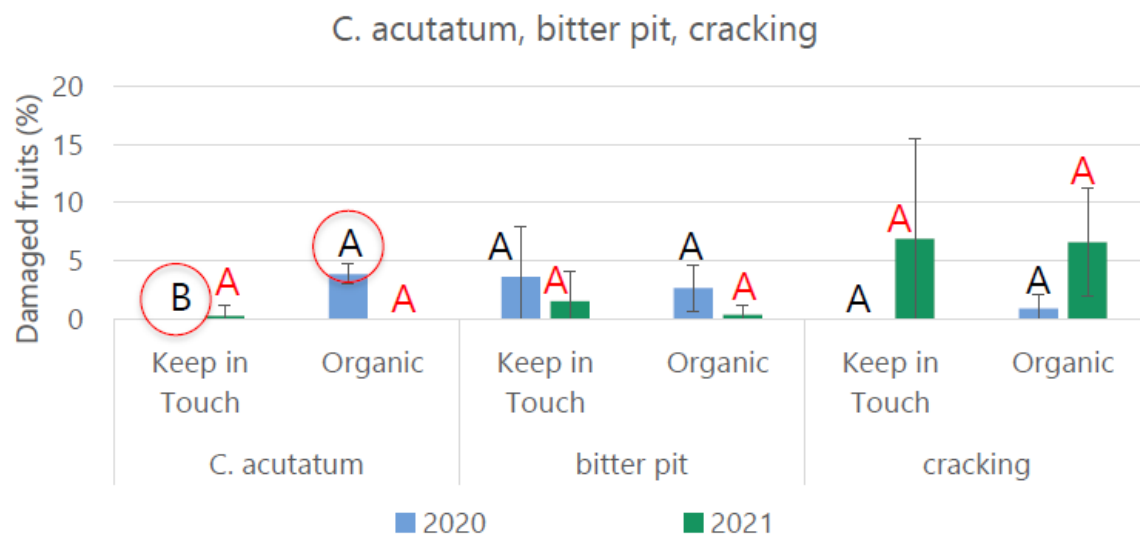 C. acutatum, bitter pit, cracking
Damaged fruits (%)
20
15
10
5
0
B
A
A
A
A
A
A
A
A
A
A
A
Keep in Touch
Organic
Keep in Touch
Organic
Keep in Touch
Organic
C. acutatum
bitter pit
cracking
2020
2021